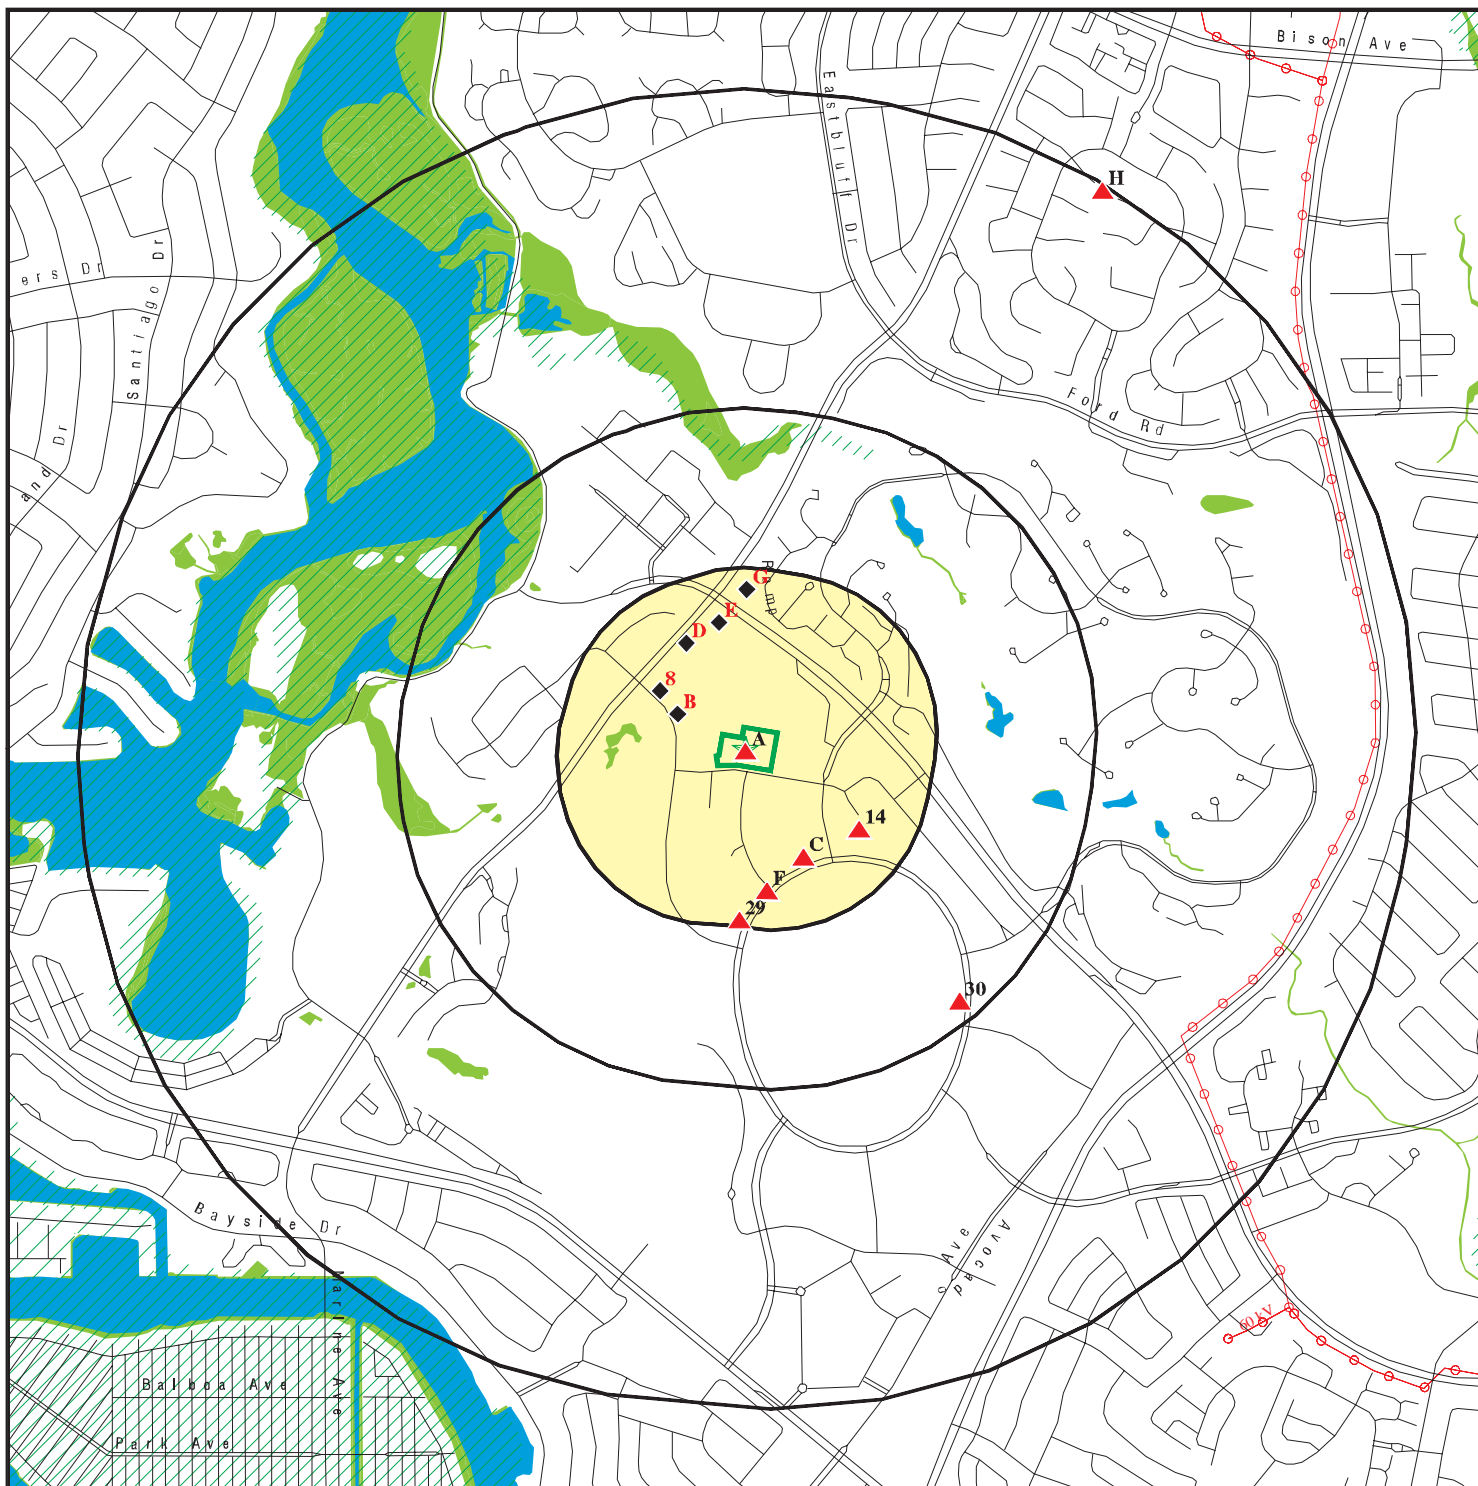 Bison Ave
Eastbluff Dr
H
ers Dr
Santiago Dr
Ford Rd
and Dr
Ramp
G
E
D
8
B
A
14
C
F
29
30
Bayside Dr
Marine Ave
Ave
Avocado
60 kV
Balboa Ave
Park Ave